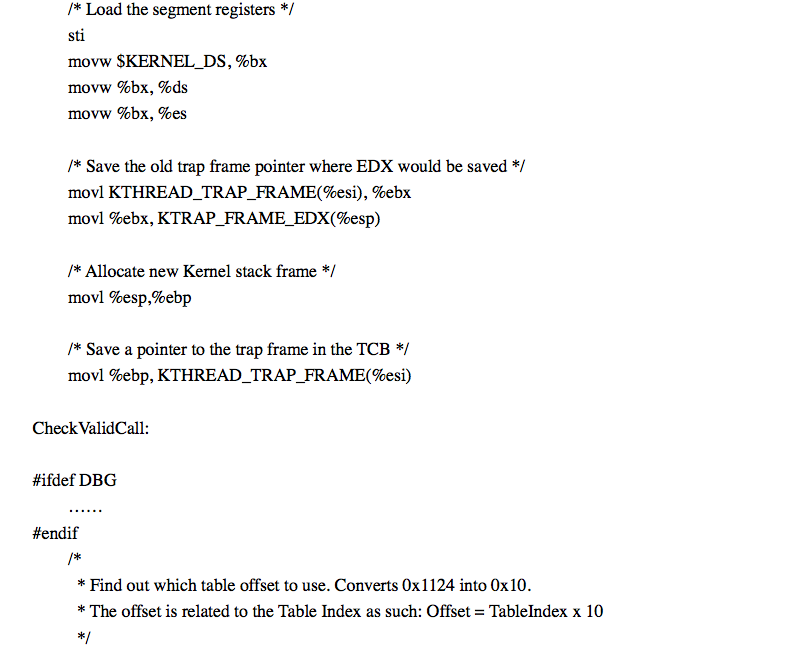 /* Load the segment registers */
sti
movw $KERNEL_DS, %bx
movw %bx, %ds
movw %bx, %es
/* Save the old trap frame pointer where EDX would be saved */
movl KTHREAD_TRAP_FRAME(%esi), %ebx
movl %ebx, KTRAP_FRAME_EDX(%esp)
/* Allocate new Kernel stack frame */
movl %esp,%ebp
/* Save a pointer to the trap frame in the TCB */
movl %ebp, KTHREAD_TRAP_FRAME(%esi)
CheckValidCall:
#ifdef DBG
……
#endif
/*
* Find out which table offset to use. Converts 0x1124 into 0x10.
* The offset is related to the Table Index as such: Offset = TableIndex x 10
*/